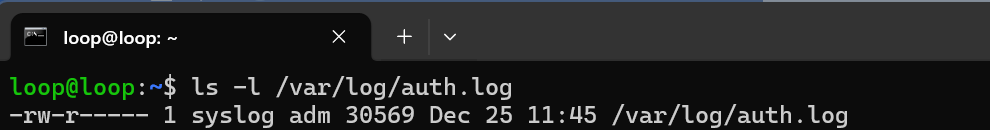 loop@loop: ~
loop@loop:~$ ls -l /var/log/auth.log
-rw-r----- 1 syslog adm 30569 Dec 25 11:45 /var/log/auth.log